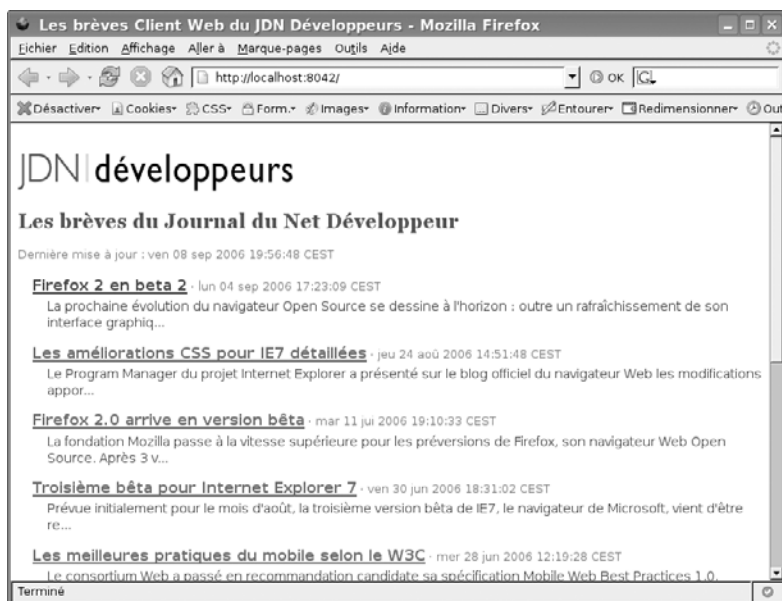 Les brèves Client Web du JDN Développeurs - Mozilla Firefox
Fichier Edition Affichage Aller à Marque-pages Outils Aide
http://localhost:8042/ OK G
Désactiver Cookies CSS Form. Images Information Divers Entourer Redimensionner Out
JDN développeurs
Les brèves du Journal du Net Développeur
Dernière mise à jour : ven 08 sep 2006 19:56:48 CEST
Firefox 2 en beta 2 · lun 04 sep 2006 17:23:09 CEST
La prochaine évolution du navigateur Open Source se dessine à l'horizon : outre un rafraîchissement de son
interface graphiq...
Les améliorations CSS pour IE7 détaillées · jeu 24 aoû 2006 14:51:48 CEST
Le Program Manager du projet Internet Explorer a présenté sur le blog officiel du navigateur Web les modifications
appor...
Firefox 2.0 arrive en version bêta · mar 11 jui 2006 19:10:33 CEST
La fondation Mozilla passe à la vitesse supérieure pour les préversions de Firefox, son navigateur Web Open
Source. Après 3 v...
Troisième bêta pour Internet Explorer 7 · ven 30 jun 2006 18:31:02 CEST
Prévue initialement pour le mois d'août, la troisième version bêta de IE7, le navigateur de Microsoft, vient d'être
re...
Les meilleures pratiques du mobile selon le W3C · mer 28 jun 2006 12:19:28 CEST
Le consortium Web a passé en recommandation candidate sa spécification Mobile Web Best Practices 1.0.
Terminé